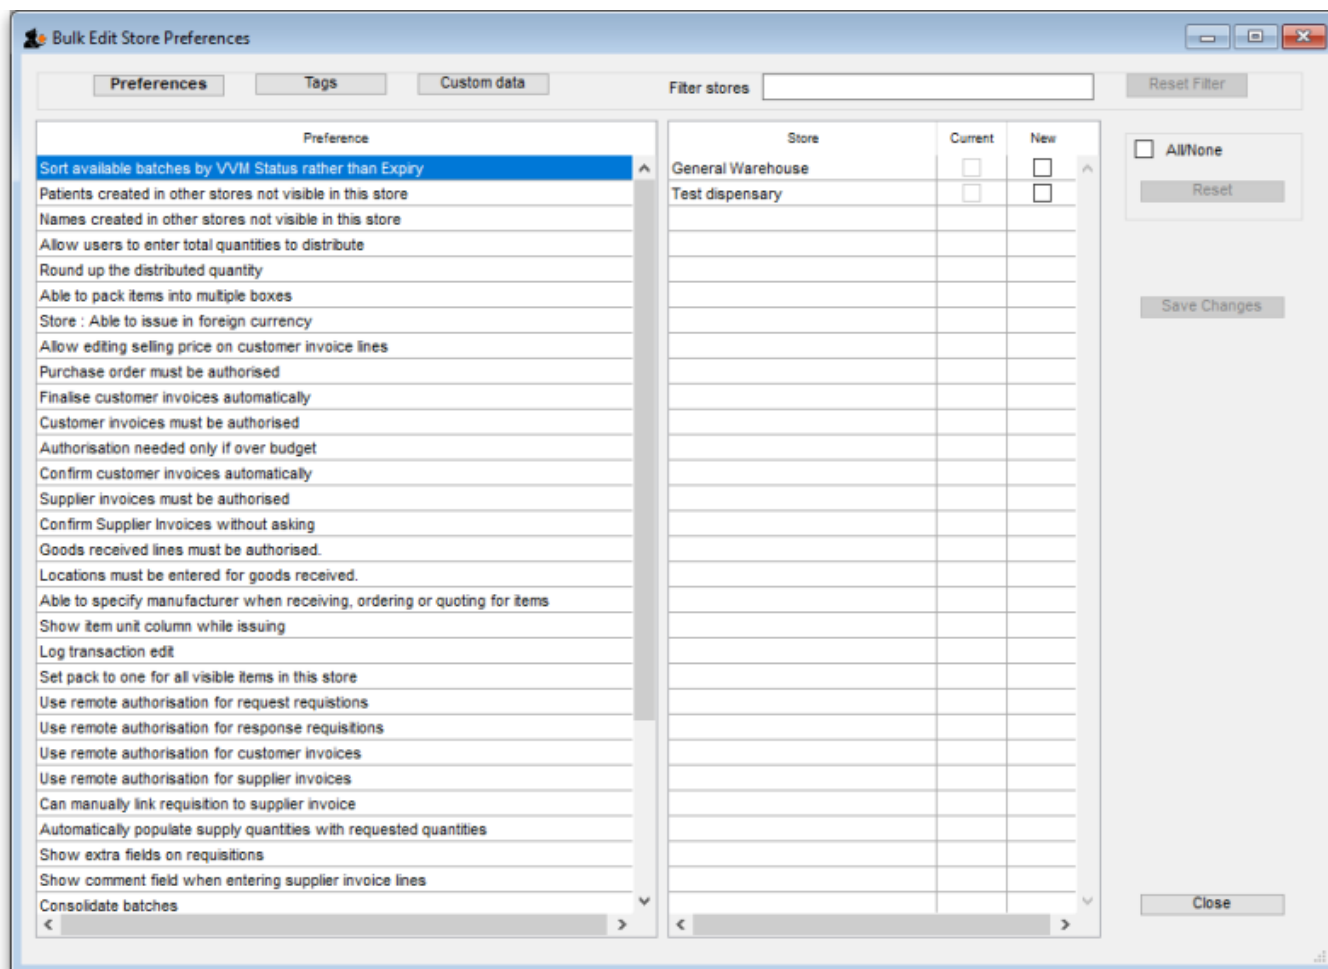 Bulk Edit Store Preferences
Preferences Tags Custom data Filter stores Reset Filter
Preference
Sort available batches by VVM Status rather than Expiry
Patients created in other stores not visible in this store
Names created in other stores not visible in this store
Allow users to enter total quantities to distribute
Round up the distributed quantity
Able to pack items into multiple boxes
Store : Able to issue in foreign currency
Allow editing selling price on customer invoice lines
Purchase order must be authorised
Finalise customer invoices automatically
Customer invoices must be authorised
Authorisation needed only if over budget
Confirm customer invoices automatically
Supplier invoices must be authorised
Confirm Supplier Invoices without asking
Goods received lines must be authorised.
Locations must be entered for goods received.
Able to specify manufacturer when receiving, ordering or quoting for items
Show item unit column while issuing
Log transaction edit
Set pack to one for all visible items in this store
Use remote authorisation for request requistions
Use remote authorisation for response requisitions
Use remote authorisation for customer invoices
Use remote authorisation for supplier invoices
Can manually link requisition to supplier invoice
Automatically populate supply quantities with requested quantities
Show extra fields on requisitions
Show comment field when entering supplier invoice lines
Consolidate batches
Store Current New
General Warehouse
Test dispensary
All/None
Reset
Save Changes
Close